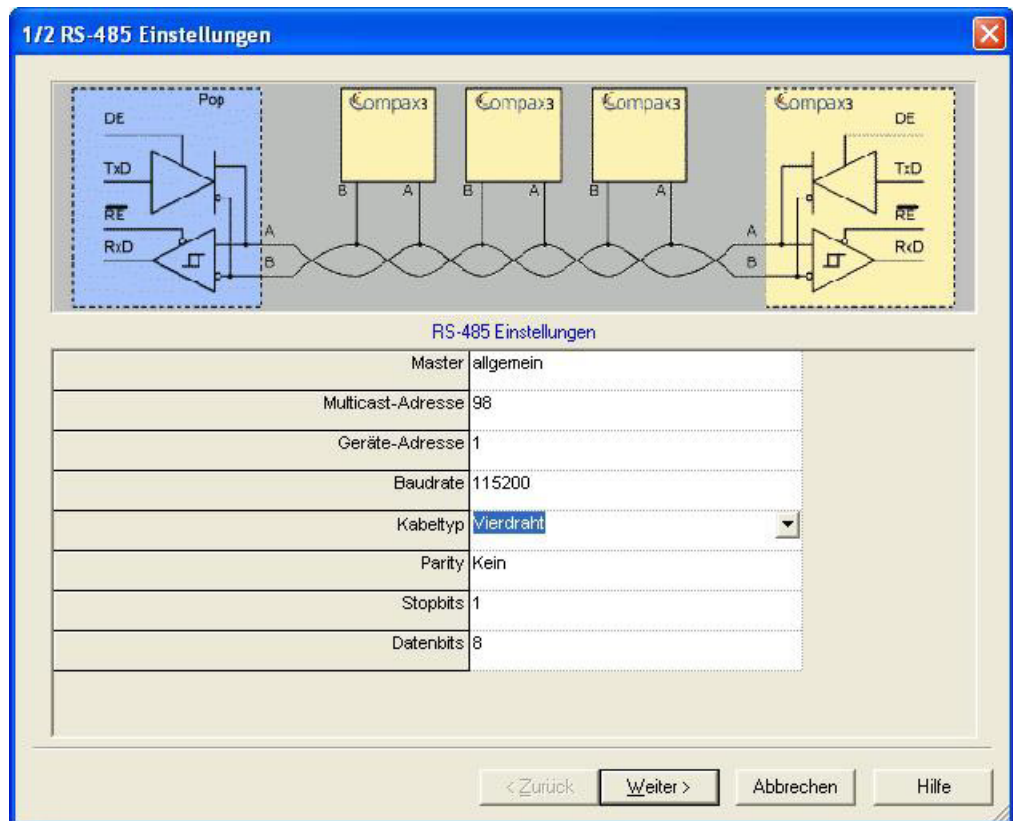 1/2 RS-485 Einstellungen
Pop
DE
TxD
RE
RxD
A
B
Compax3
B A
Compax3
B A
Compax3
B A
Compax3
DE
TxD
RE
RxD
A
B
RS-485 Einstellungen
Master allgemein
Multicast-Adresse 98
Geräte-Adresse 1
Baudrate 115200
Kabeltyp Vierdraht
Parity Kein
Stopbits 1
Datenbits 8
< Zurück Weiter > Abbrechen Hilfe